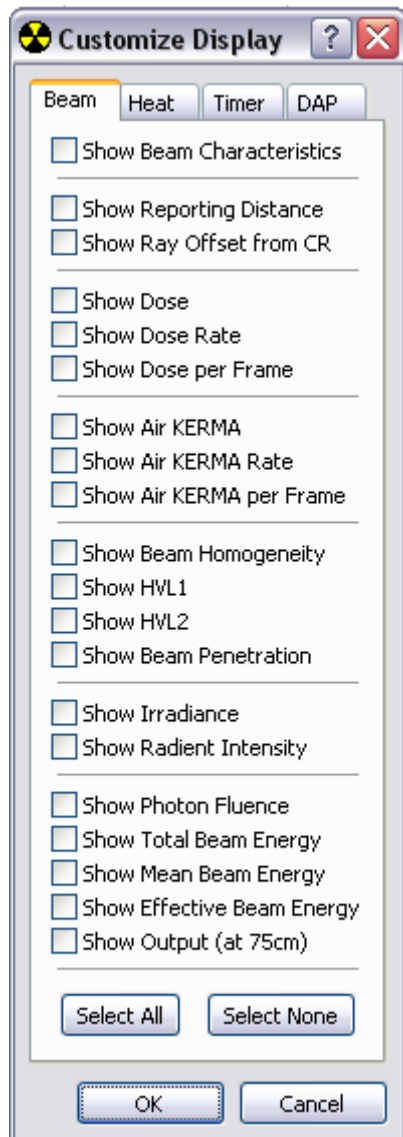 Customize Display ?
Beam Heat Timer DAP
Show Beam Characteristics
Show Reporting Distance
Show Ray Offset from CR
Show Dose
Show Dose Rate
Show Dose per Frame
Show Air KERMA
Show Air KERMA Rate
Show Air KERMA per Frame
Show Beam Homogeneity
Show HVL1
Show HVL2
Show Beam Penetration
Show Irradiance
Show Radient Intensity
Show Photon Fluence
Show Total Beam Energy
Show Mean Beam Energy
Show Effective Beam Energy
Show Output (at 75cm)
Select All Select None
OK Cancel